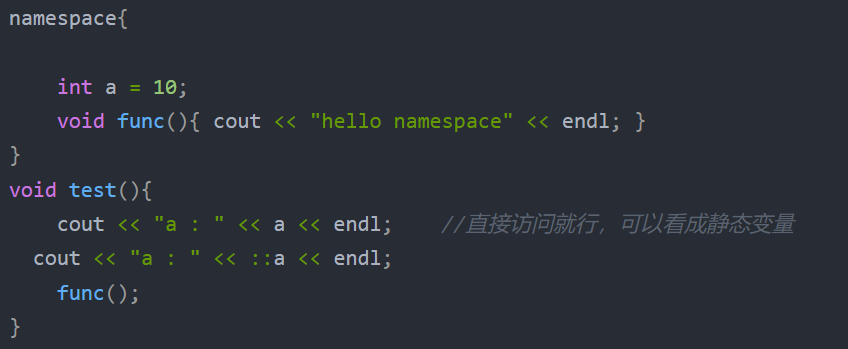 namespace{
int a = 10;
void func(){ cout << "hello namespace" << endl; }
}
void test(){
cout << "a : " << a << endl; //直接访问就行，可以看成静态变量
cout << "a : " << ::a << endl;
func();
}